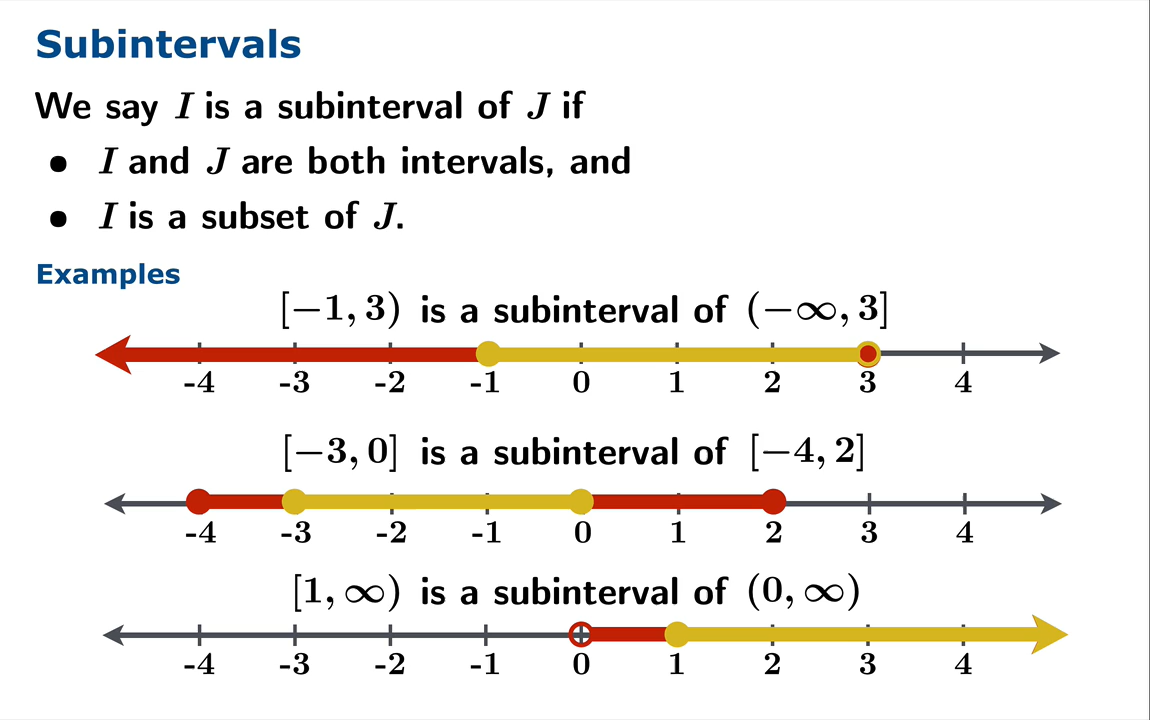 Subintervals
We say I is a subinterval of J if
• I and J are both intervals, and
• I is a subset of J.
Examples
[−1, 3) is a subinterval of (−∞, 3]
-4 -3 -2 -1 0 1 2 3 4
[−3, 0] is a subinterval of [−4, 2]
-4 -3 -2 -1 0 1 2 3 4
[1, ∞) is a subinterval of (0, ∞)
-4 -3 -2 -1 0 1 2 3 4